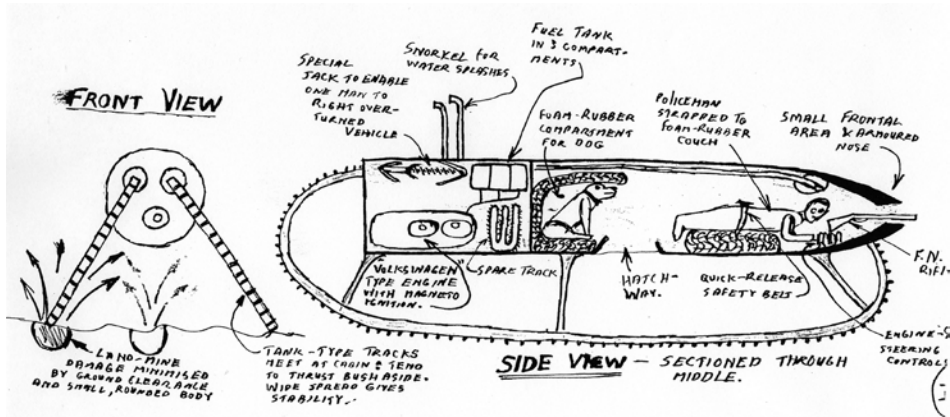 FRONT VIEW
SPECIAL
JACK TO ENABLE
ONE MAN TO
RIGHT OVER-
TURNED
VEHICLE
SNORKEL FOR
WATER SPLASHES
FUEL TANK
IN 3 COMPART-
MENTS
FOAM-RUBBER
COMPARTMENT
FOR DOG
POLICEMAN
STRAPPED TO
FOAM-RUBBER
COUCH
SMALL FRONTAL
AREA & ARMOURED
NOSE
VOLKSWAGEN
TYPE ENGINE
WITH MAGNETO
IGNITION.
SPARE TRACK
HATCH-
WAY.
QUICK-RELEASE
SAFETY BELT
F.N.
RIF
ENGINE-S
STEERING
CONTROLS
LAND-MINE
DAMAGE MINIMISED
BY GROUND CLEARANCE
AND SMALL, ROUNDED BODY
TANK-TYPE TRACKS
MEET AT CABIN & TEND
TO THRUST BUSH ASIDE.
WIDE SPREAD GIVES
STABILITY.
SIDE VIEW - SECTIONED THROUGH
MIDDLE.